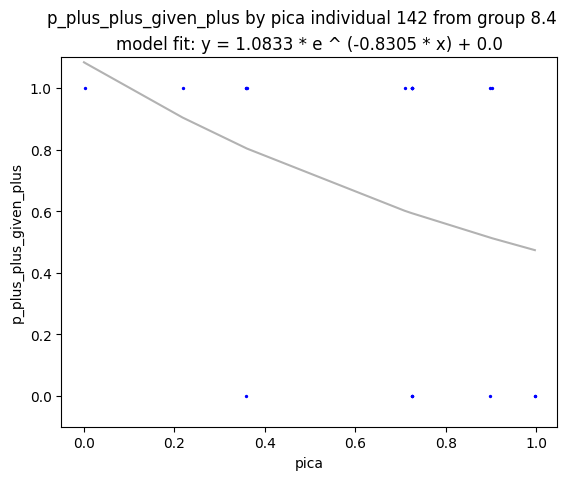 p_plus_plus_given_plus by pica individual 142 from group 8.4
model fit: y = 1.0833 * e ^ (-0.8305 * x) + 0.0
p_plus_plus_given_plus
1.0
0.8
0.6
0.4
0.2
0.0
0.0 0.2 0.4 0.6 0.8 1.0
pica